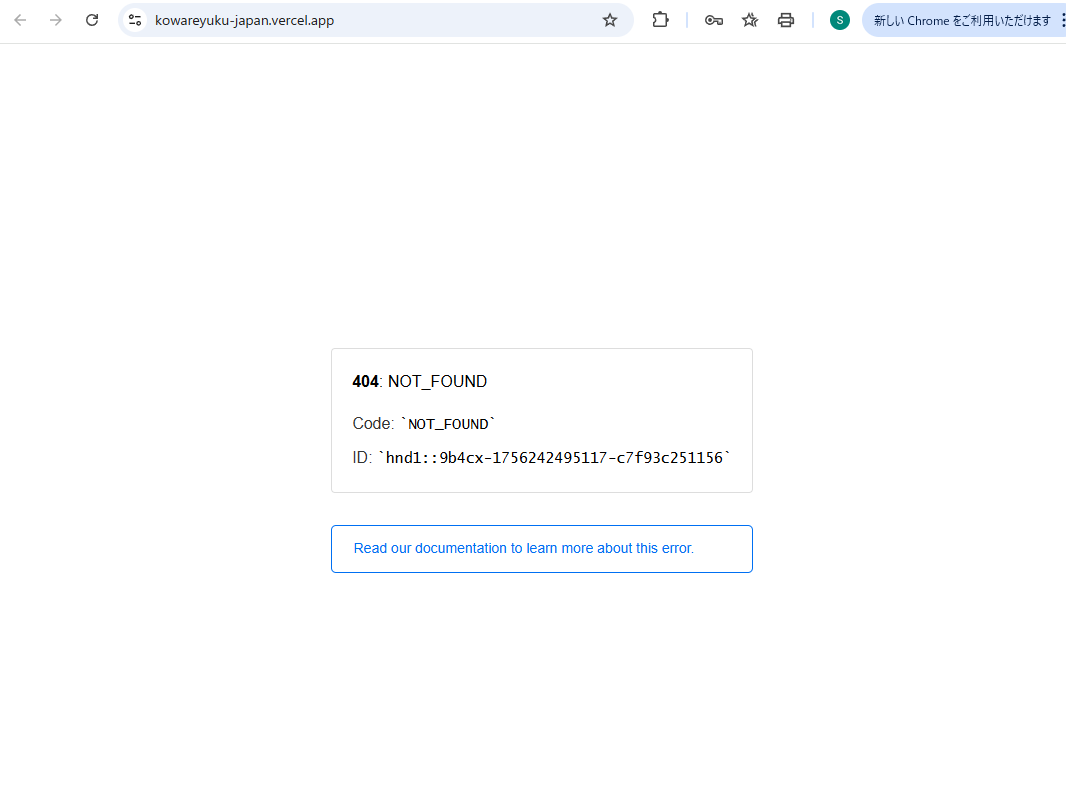 kowareyuku-japan.vercel.app
S
新しい Chrome をご利用いただけます
404: NOT_FOUND
Code: `NOT_FOUND`
ID: `hnd1::9b4cx-1756242495117-c7f93c251156`
Read our documentation to learn more about this error.